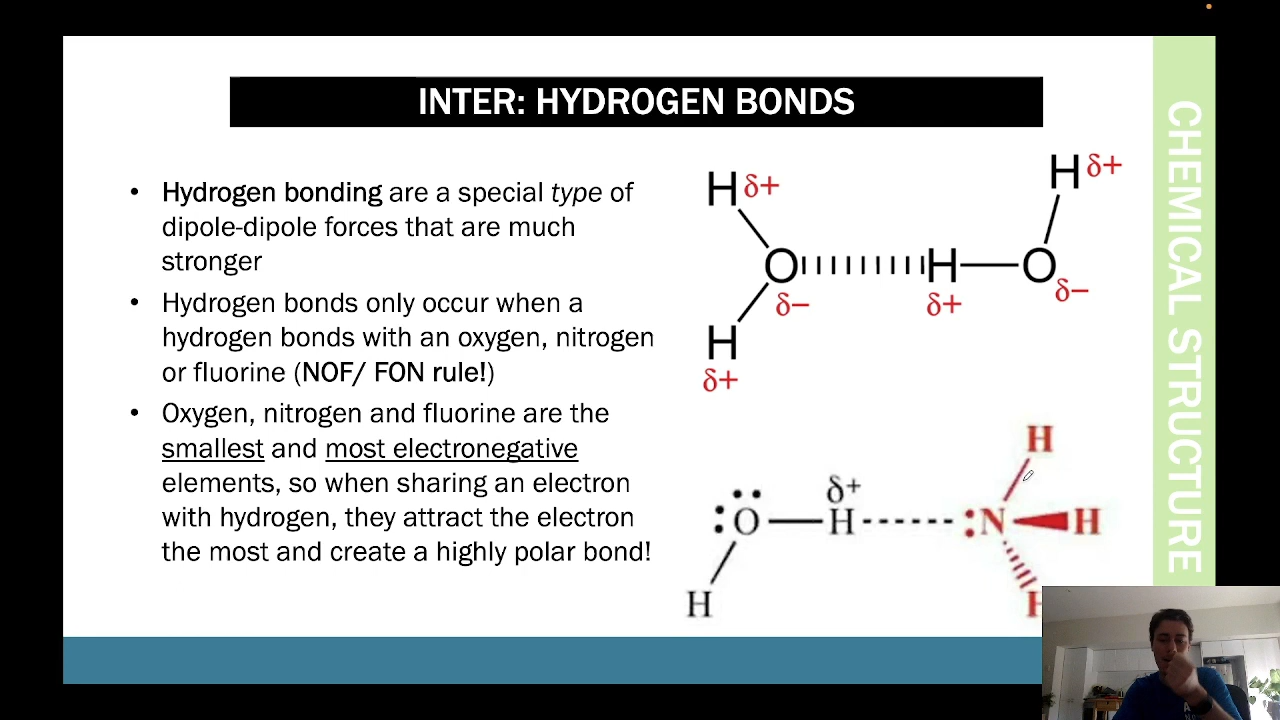 INTER: HYDROGEN BONDS
• Hydrogen bonding are a special type of
dipole-dipole forces that are much
stronger
• Hydrogen bonds only occur when a
hydrogen bonds with an oxygen, nitrogen
or fluorine (NOF/ FON rule!)
• Oxygen, nitrogen and fluorine are the
smallest and most electronegative
elements, so when sharing an electron
with hydrogen, they attract the electron
the most and create a highly polar bond!
H δ+
H δ+
O H O
δ− δ+ δ−
H
δ+
H
δ+
O H N H
H
H
CHEMICAL STRUCTURE